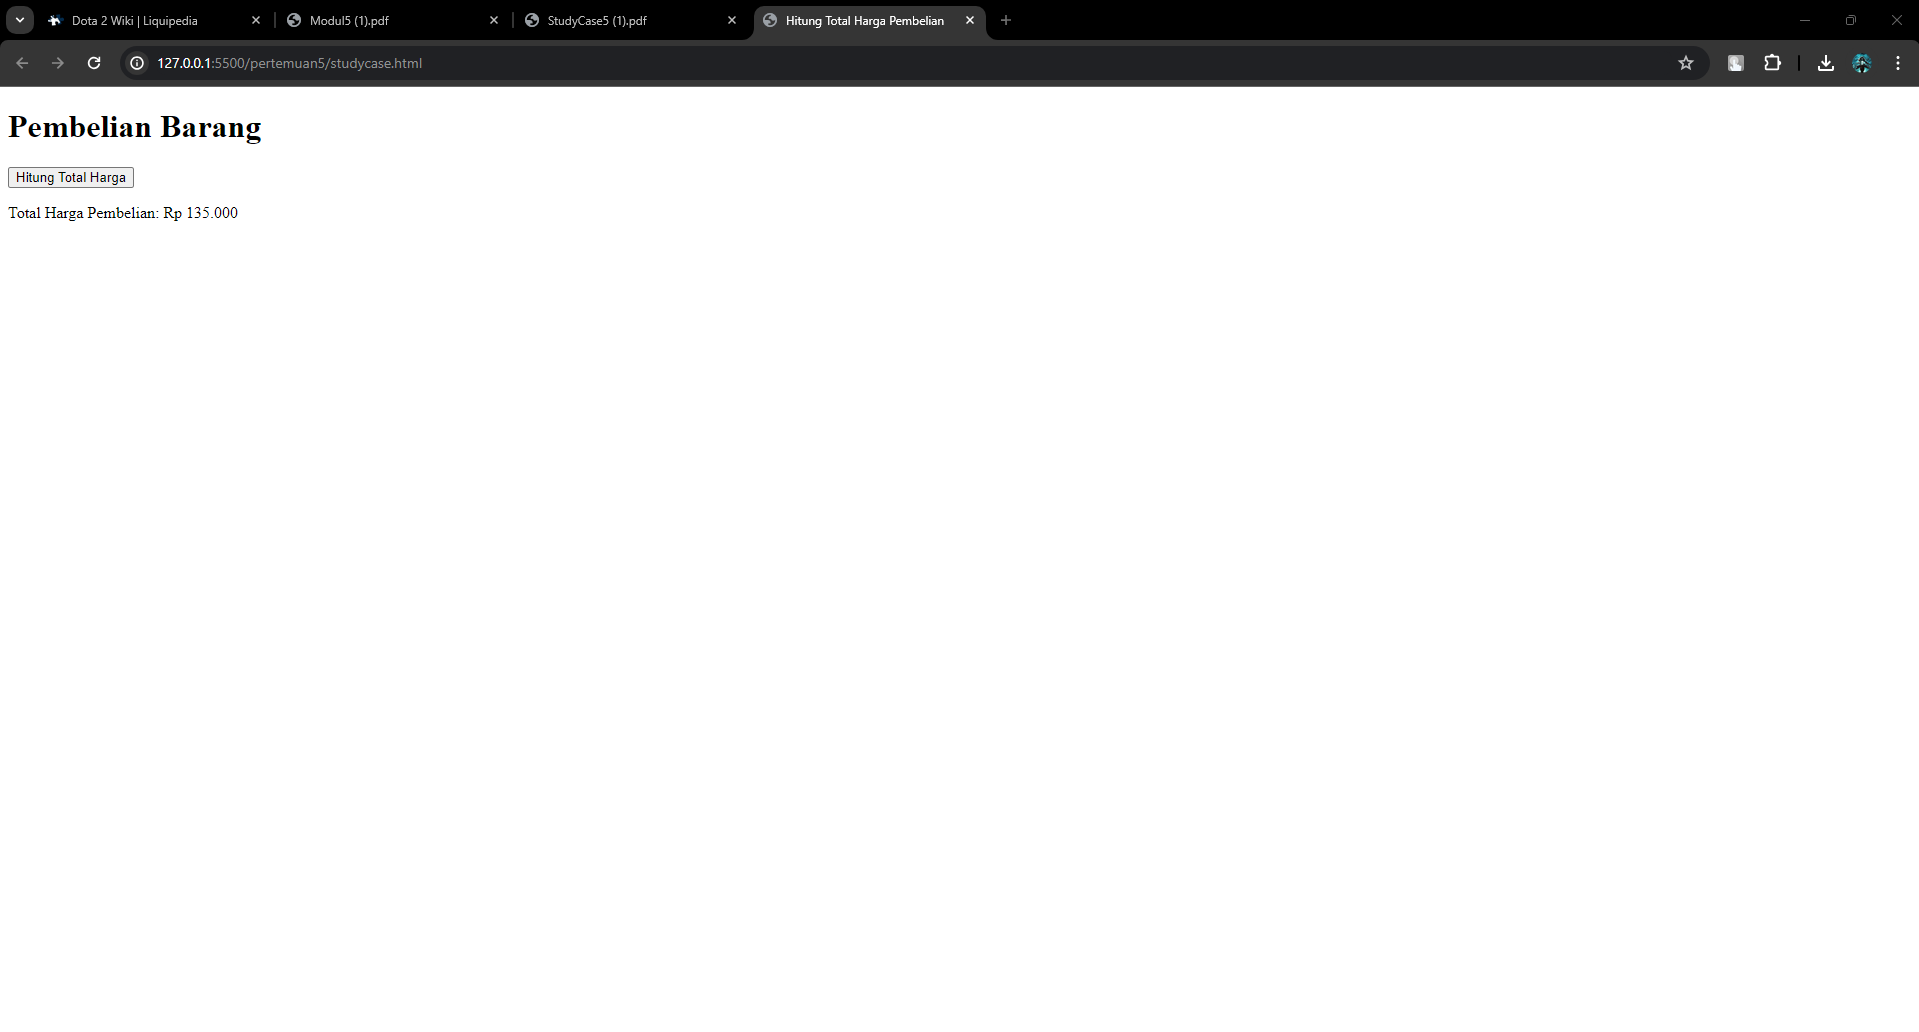 Dota 2 Wiki | Liquipedia
Modul5 (1).pdf
StudyCase5 (1).pdf
Hitung Total Harga Pembelian
127.0.0.1:5500/pertemuan5/studycase.html
Pembelian Barang
Hitung Total Harga
Total Harga Pembelian: Rp 135.000